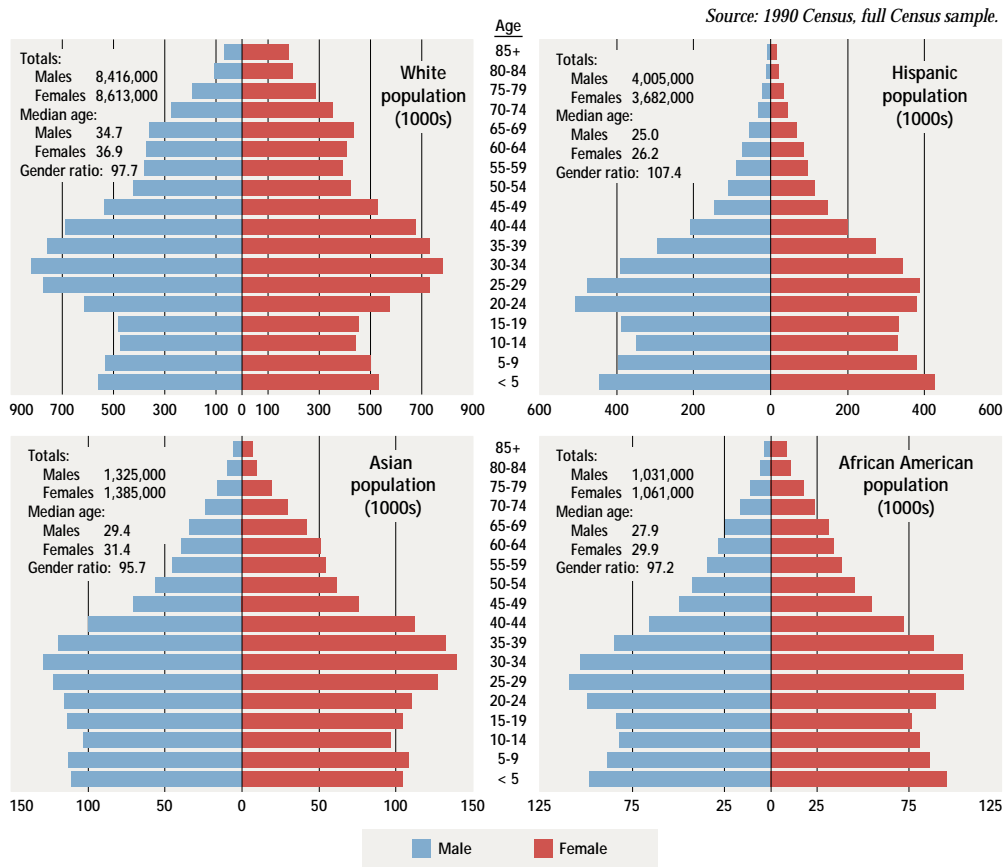 Source: 1990 Census, full Census sample.
Age
Totals:
Males 8,416,000
Females 8,613,000
Median age:
Males 34.7
Females 36.9
Gender ratio: 97.7
White
population
(1000s)
85+
80-84
75-79
70-74
65-69
60-64
55-59
50-54
45-49
40-44
35-39
30-34
25-29
20-24
15-19
10-14
5-9
< 5
900 700 500 300 100 0 100 300 500 700 900
Totals:
Males 4,005,000
Females 3,682,000
Median age:
Males 25.0
Females 26.2
Gender ratio: 107.4
Hispanic
population
(1000s)
600 400 200 0 200 400 600
Totals:
Males 1,325,000
Females 1,385,000
Median age:
Males 29.4
Females 31.4
Gender ratio: 95.7
Asian
population
(1000s)
85+
80-84
75-79
70-74
65-69
60-64
55-59
50-54
45-49
40-44
35-39
30-34
25-29
20-24
15-19
10-14
5-9
< 5
150 100 50 0 50 100 150
Totals:
Males 1,031,000
Females 1,061,000
Median age:
Males 27.9
Females 29.9
Gender ratio: 97.2
African American
population
(1000s)
125 75 25 0 25 75 125
Male Female